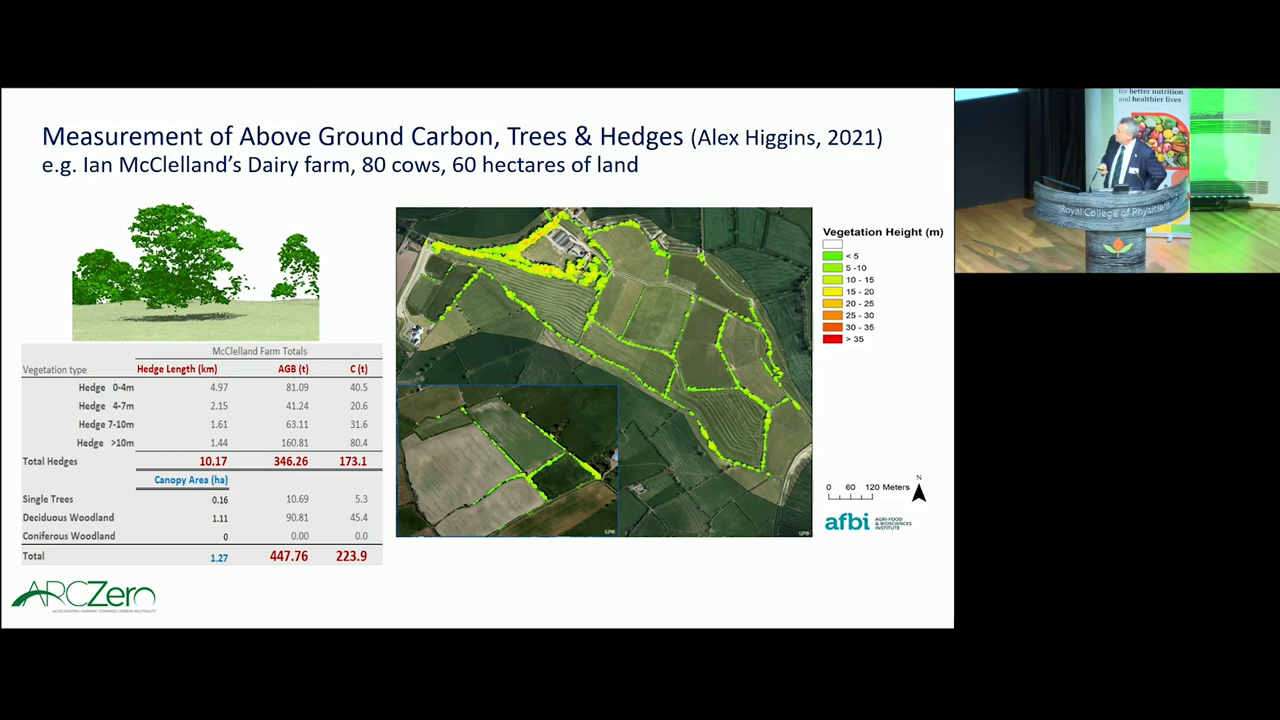 Measurement of Above Ground Carbon, Trees & Hedges (Alex Higgins, 2021)
e.g. Ian McClelland's Dairy farm, 80 cows, 60 hectares of land
McClelland Farm Totals
Vegetation type Hedge Length (km) AGB (t) C (t)
Hedge 0-4m 4.97 81.09 40.5
Hedge 4-7m 2.15 41.24 20.6
Hedge 7-10m 1.61 63.11 31.6
Hedge >10m 1.44 160.81 80.4
Total Hedges 10.17 346.26 173.1
Canopy Area (ha)
Single Trees 0.16 10.69 5.3
Deciduous Woodland 1.11 90.81 45.4
Coniferous Woodland 0 0.00 0.0
Total 1.27 447.76 223.9
ARCZero
ACCELERATING FARMING TOWARDS CARBON NEUTRALITY
Vegetation Height (m)
< 5
5 -10
10 - 15
15 - 20
20 - 25
25 - 30
30 - 35
> 35
N
0 60 120 Meters
afbi AGRI-FOOD
& BIOSCIENCES
INSTITUTE
for better nutrition
and healthier lives
Royal College of Physicians